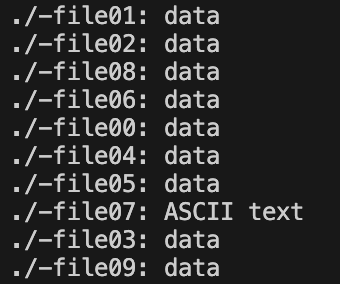 ./-file01: data
./-file02: data
./-file08: data
./-file06: data
./-file00: data
./-file04: data
./-file05: data
./-file07: ASCII text
./-file03: data
./-file09: data